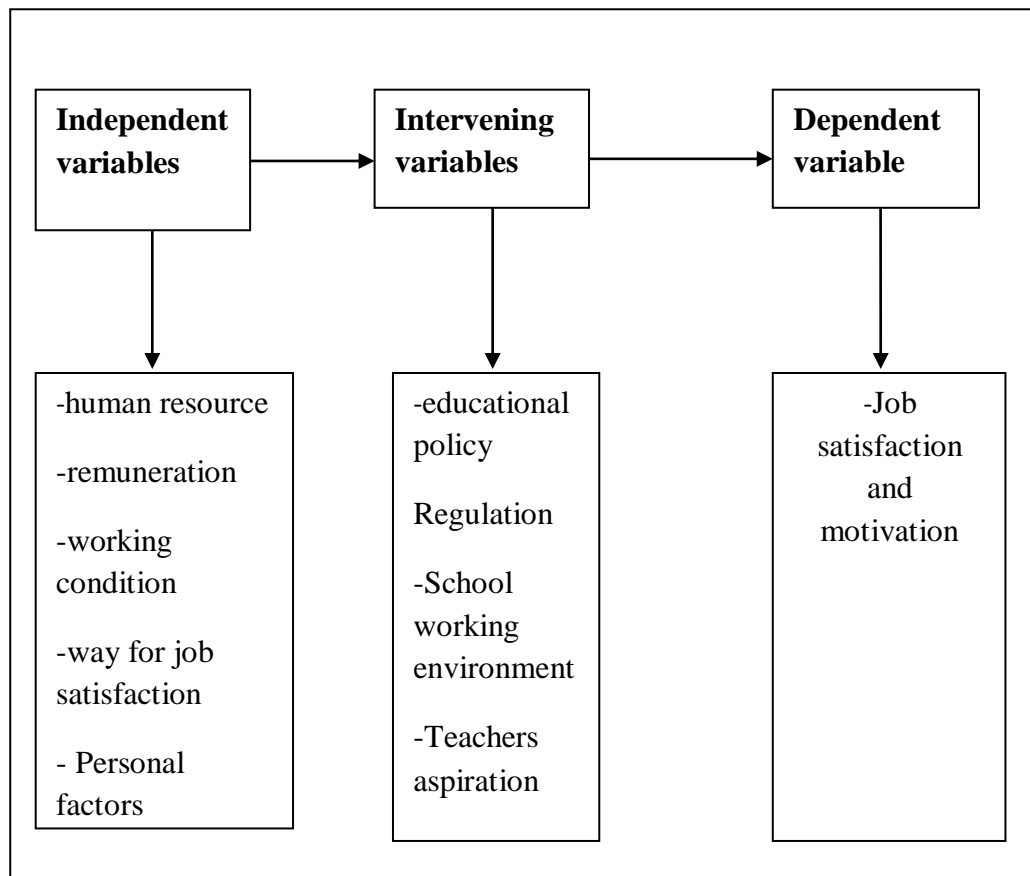 Independent
variables
Intervening
variables
Dependent
variable
-human resource
-remuneration
-working
condition
-way for job
satisfaction
- Personal
factors
-educational
policy
Regulation
-School
working
environment
-Teachers
aspiration
-Job
satisfaction
and
motivation